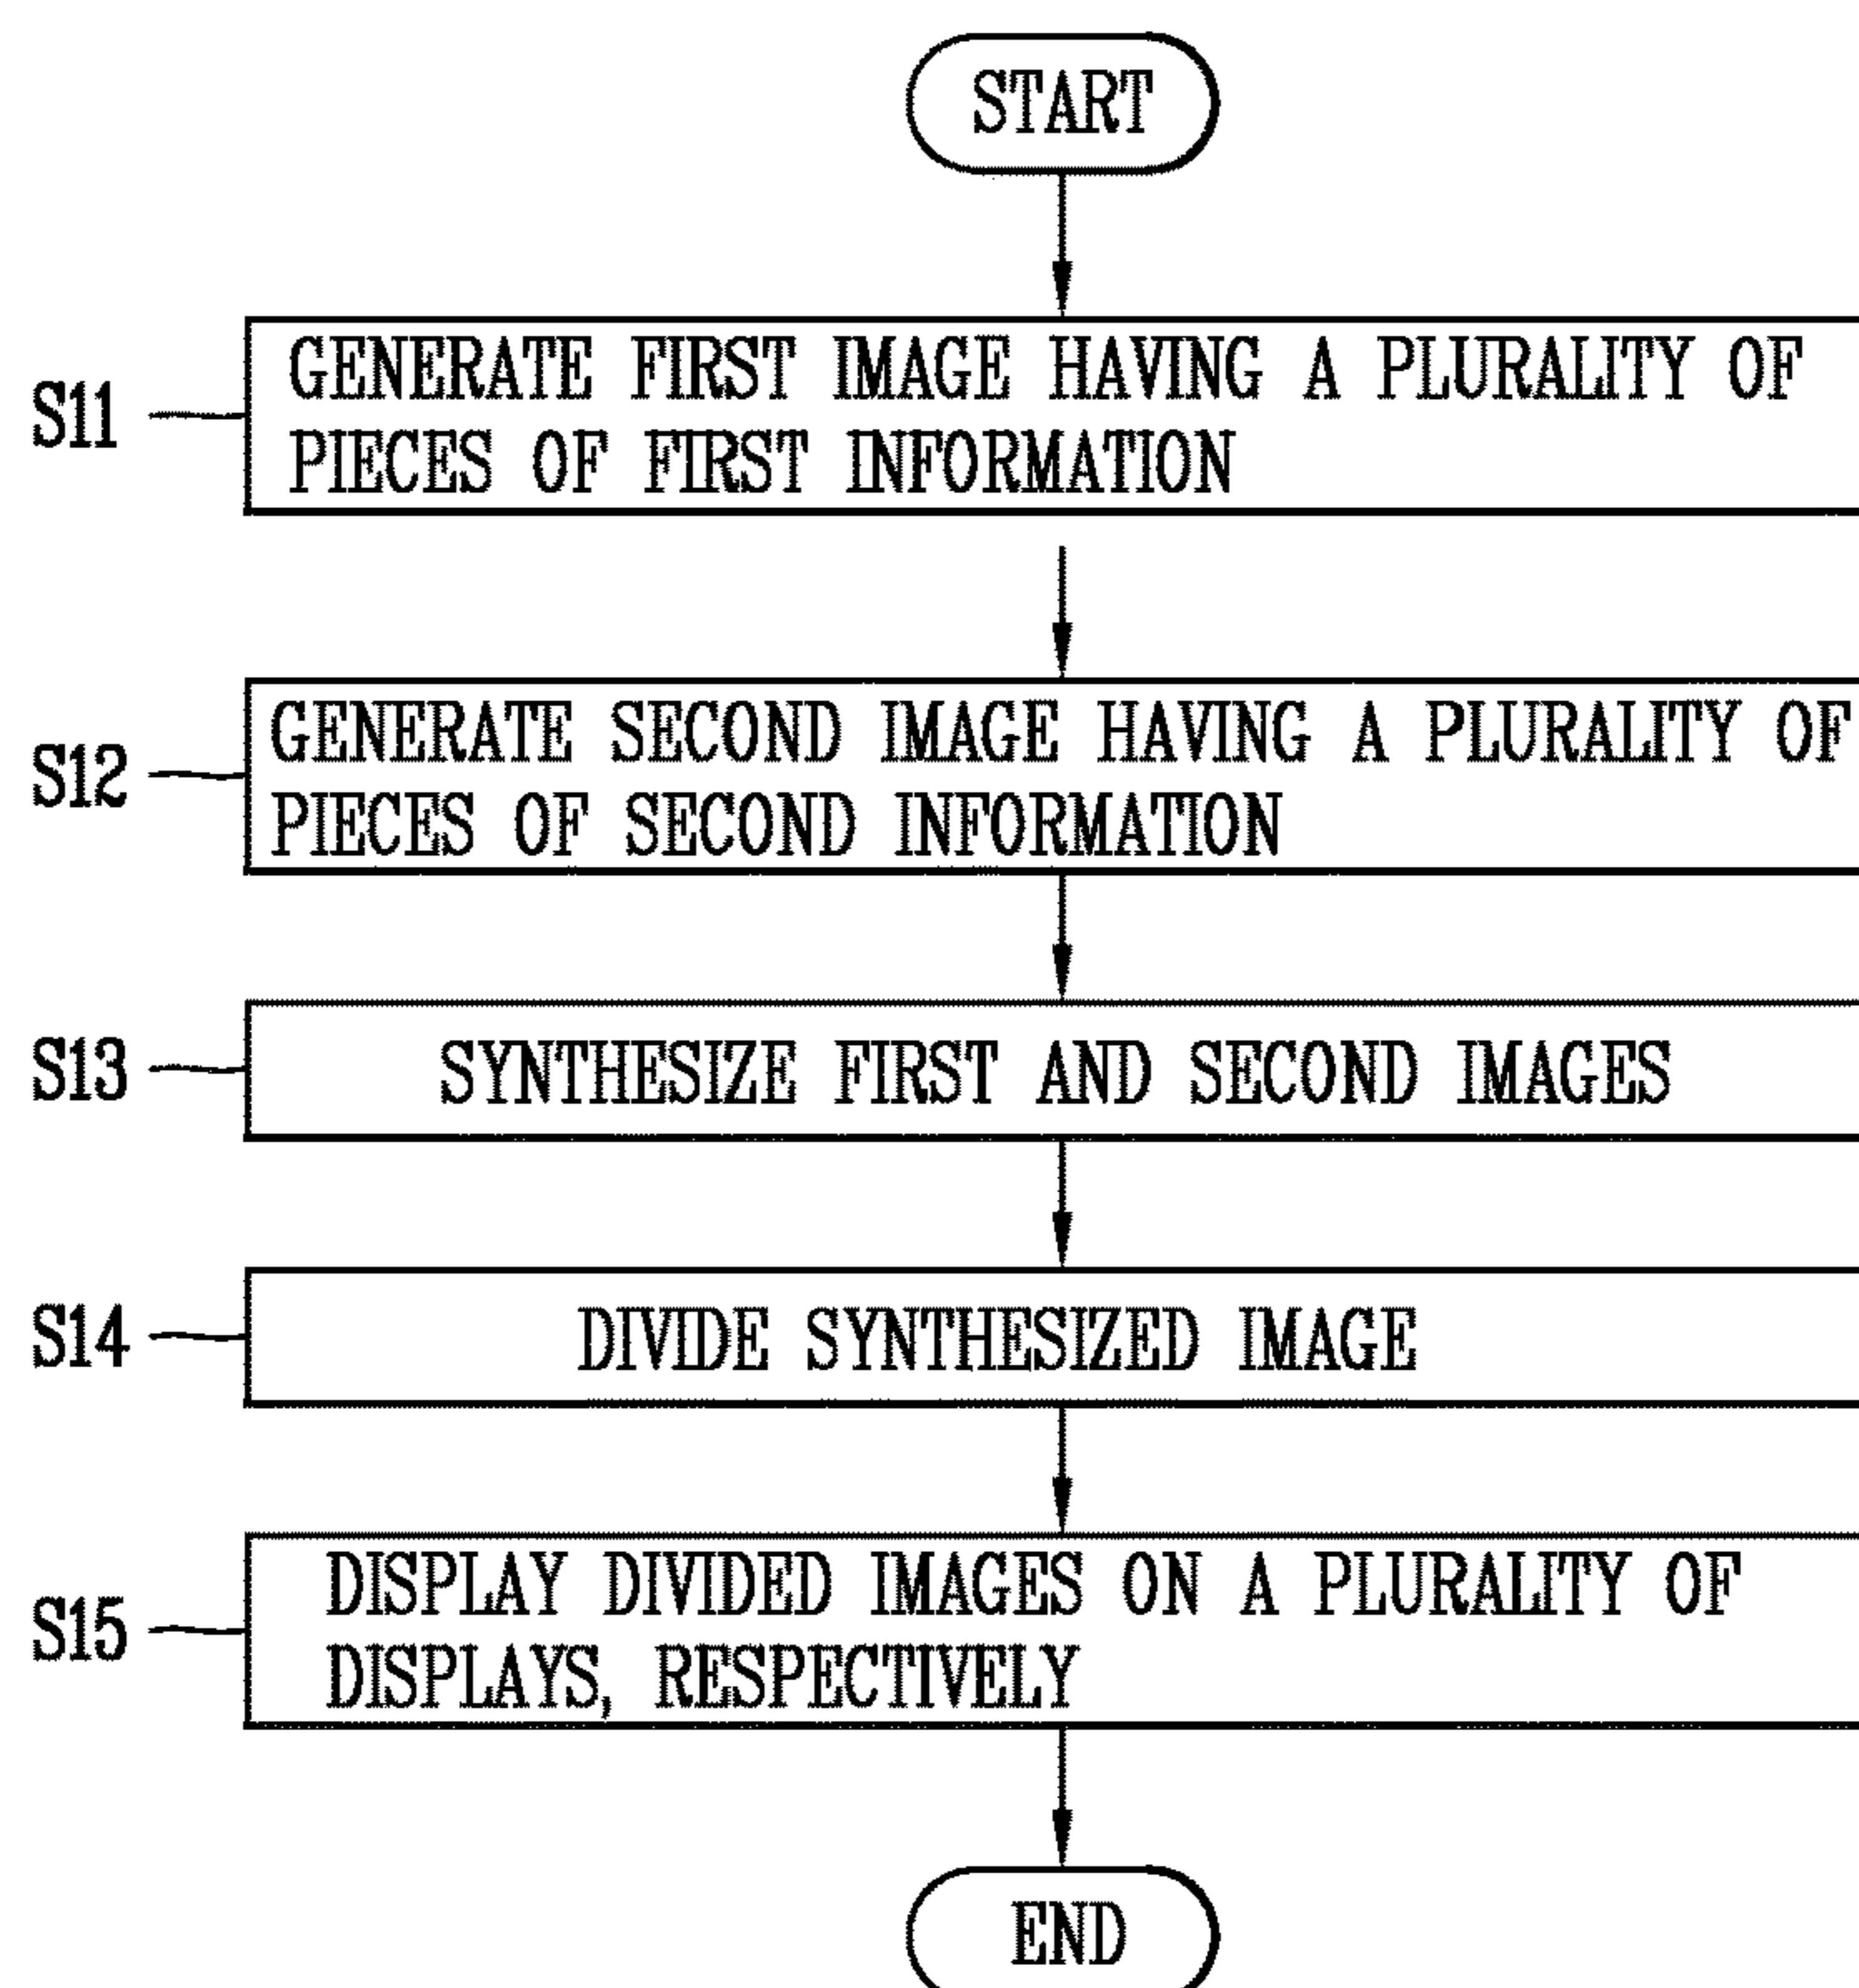 START
S11
GENERATE FIRST IMAGE HAVING A PLURALITY OF
PIECES OF FIRST INFORMATION
S12
GENERATE SECOND IMAGE HAVING A PLURALITY OF
PIECES OF SECOND INFORMATION
S13
SYNTHESIZE FIRST AND SECOND IMAGES
S14
DIVIDE SYNTHESIZED IMAGE
S15
DISPLAY DIVIDED IMAGES ON A PLURALITY OF
DISPLAYS, RESPECTIVELY
END